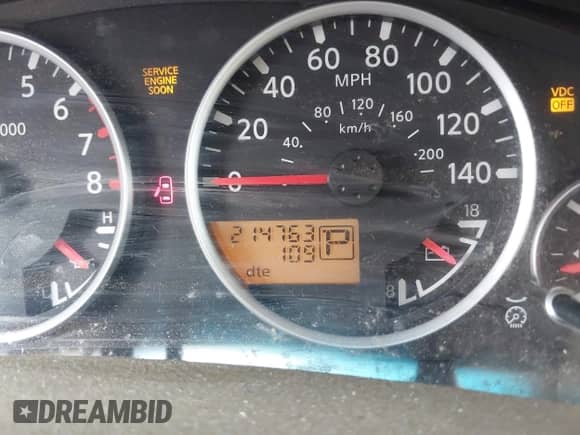 5
6
7
8
000
SERVICE
ENGINE
SOON
0
20
40
60
80
100
120
140
MPH
40
80
120
160
200
km/h
VDC
OFF
H
18
8
214763
109
P
dte
DREAMBID